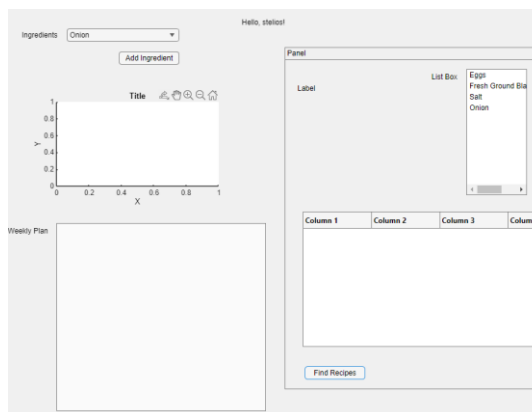 Hello, stelios!
Ingredients Onion
Add Ingredient
Title
1
0.8
0.6
0.4
0.2
0
Y
0 0.2 0.4 0.6 0.8 1
X
Weekly Plan
Panel
Label
List Box
Eggs
Fresh Ground Bla
Salt
Onion
Column 1 Column 2 Column 3 Colum
Find Recipes